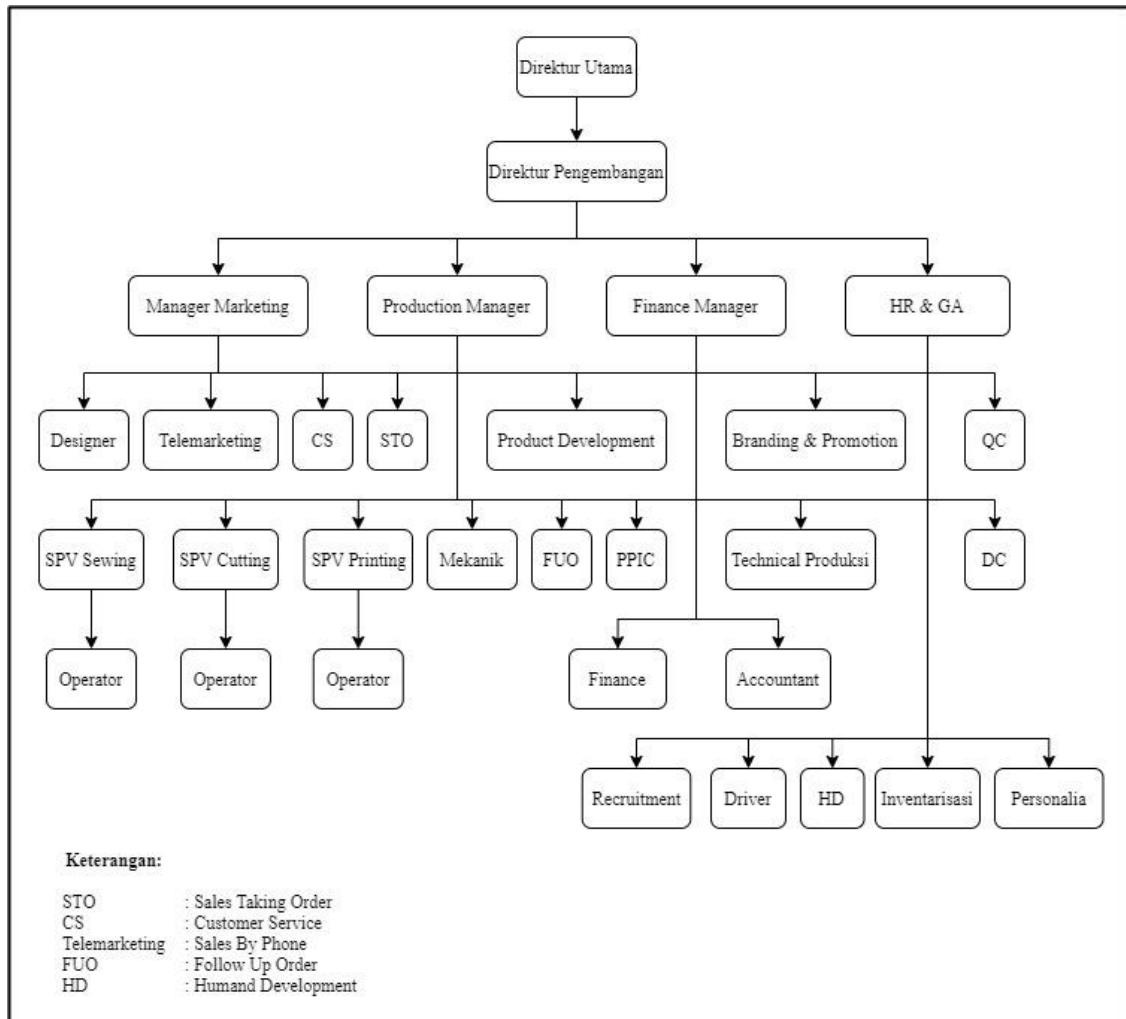 Direktur Utama
Direktur Pengembangan
Manager Marketing
Production Manager
Finance Manager
HR & GA
Designer
Telemarketing
CS
STO
Product Development
Branding & Promotion
QC
SPV Sewing
SPV Cutting
SPV Printing
Mekanik
FUO
PPIC
Technical Produksi
DC
Operator
Operator
Operator
Finance
Accountant
Recruitment
Driver
HD
Inventarisasi
Personalia
Keterangan:
STO : Sales Taking Order
CS : Customer Service
Telemarketing : Sales By Phone
FUO : Follow Up Order
HD : Humand Development